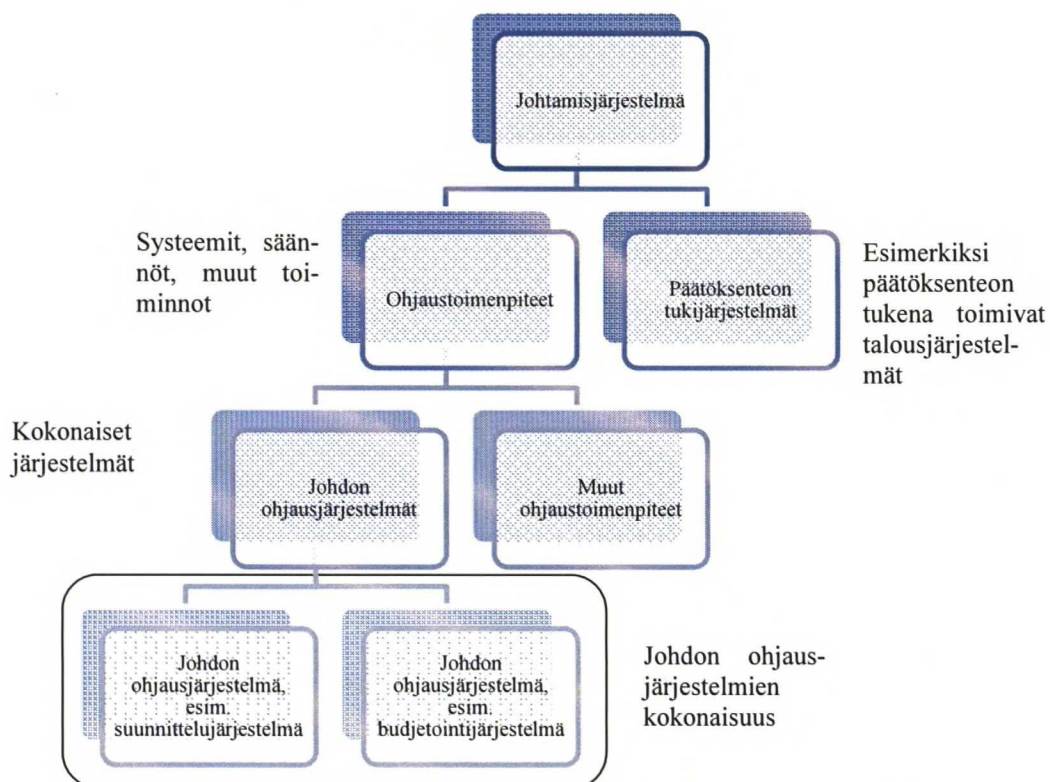 Johtamisjärjestelmä
Systeemit, sään-
nöt, muut toi-
minnot
Ohjaustoimenpiteet
Päätöksenteon
tukijärjestelmät
Esimerkiksi
päätöksenteon
tukena toimivat
talousjärjestel-
mät
Kokonaiset
järjestelmät
Johdon
ohjausjärjestelmät
Muut
ohjaustoimenpiteet
Johdon
ohjausjärjestelmä,
esim.
suunnittelujärjestelmä
Johdon
ohjausjärjestelmä,
esim.
budjetointijärjestelmä
Johdon ohjaus-
järjestelmien
kokonaisuus